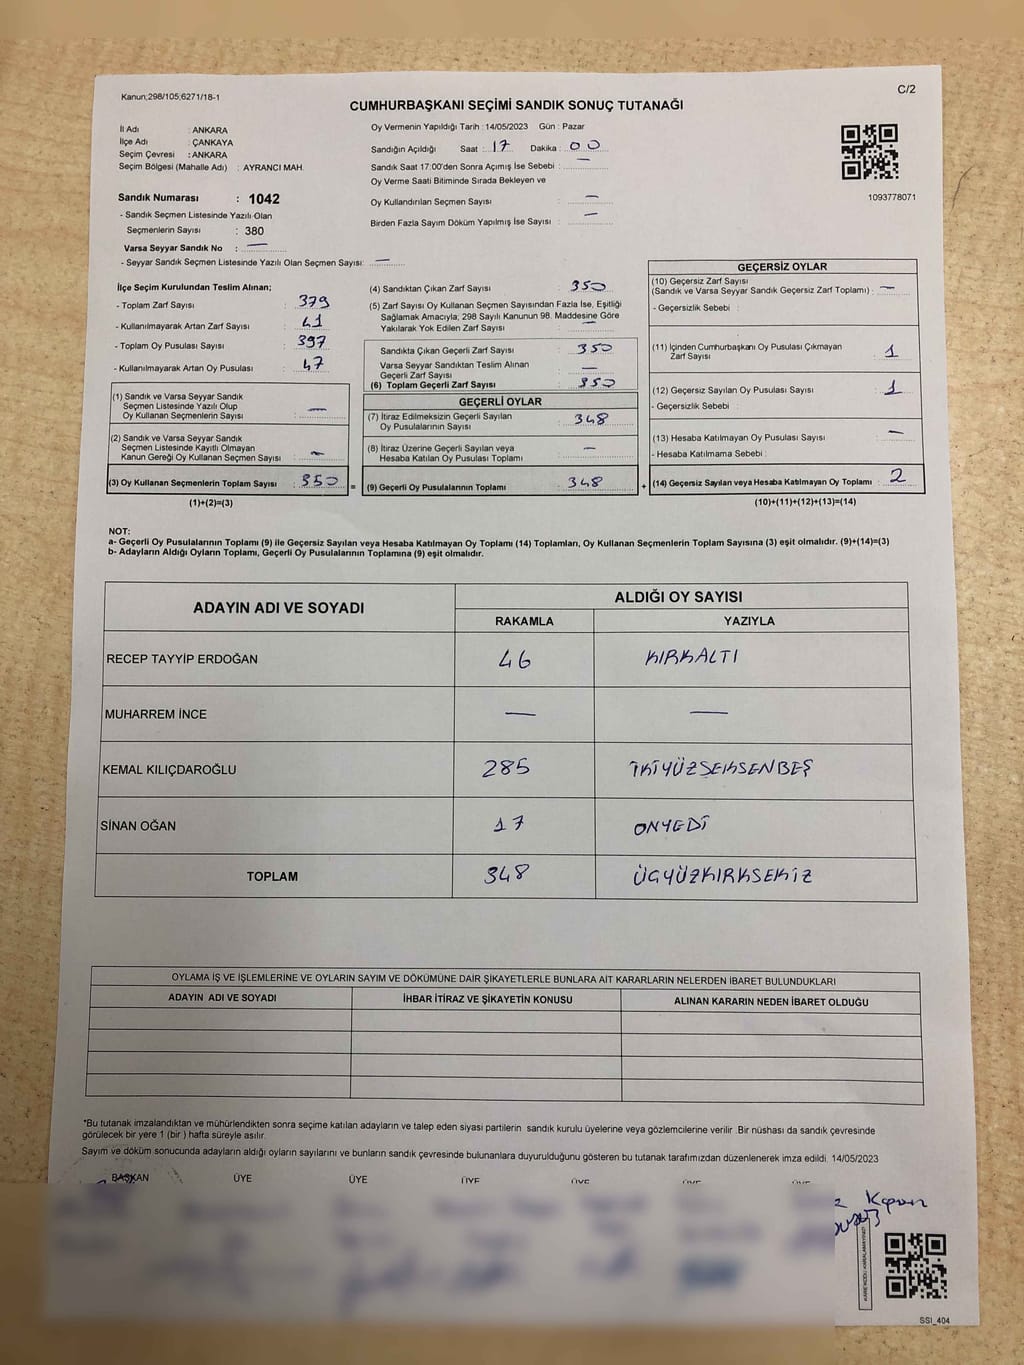 Kanun;298/105;6271/18-1
C/2
CUMHURBAŞKANI SEÇİMİ SANDIK SONUÇ TUTANAĞI
İl Adı : ANKARA
İlçe Adı : ÇANKAYA
Seçim Çevresi : ANKARA
Seçim Bölgesi (Mahalle Adı) : AYRANCI MAH.
Oy Vermenin Yapıldığı Tarih : 14/05/2023 Gün : Pazar
Sandığın Açıldığı Saat : 17 Dakika : 00
Sandık Saat 17:00'den Sonra Açımış İse Sebebi : —
Oy Verme Saati Bitiminde Sırada Bekleyen ve
Oy Kullandırılan Seçmen Sayısı : —
Birden Fazla Sayım Döküm Yapılmış İse Sayısı : —
1093778071
Sandık Numarası : 1042
- Sandık Seçmen Listesinde Yazılı Olan
Seçmenlerin Sayısı : 380
Varsa Seyyar Sandık No : —
- Seyyar Sandık Seçmen Listesinde Yazılı Olan Seçmen Sayısı: —
İlçe Seçim Kurulundan Teslim Alınan;
- Toplam Zarf Sayısı : 379
- Kullanılmayarak Artan Zarf Sayısı : 41
- Toplam Oy Pusulası Sayısı : 397
- Kullanılmayarak Artan Oy Pusulası : 47
(1) Sandık ve Varsa Seyyar Sandık
Seçmen Listesinde Yazılı Olup
Oy Kullanan Seçmenlerin Sayısı : —
(2) Sandık ve Varsa Seyyar Sandık
Seçmen Listesinde Kayıtlı Olmayan
Kanun Gereği Oy Kullanan Seçmen Sayısı : —
(3) Oy Kullanan Seçmenlerin Toplam Sayısı : 350
(1)+(2)=(3)
(4) Sandıktan Çıkan Zarf Sayısı : 350
(5) Zarf Sayısı Oy Kullanan Seçmen Sayısından Fazla İse, Eşitliği
Sağlamak Amacıyla; 298 Sayılı Kanunun 98. Maddesine Göre
Yakılarak Yok Edilen Zarf Sayısı : —
Sandıkta Çıkan Geçerli Zarf Sayısı : 350
Varsa Seyyar Sandıktan Teslim Alınan
Geçerli Zarf Sayısı : —
(6) Toplam Geçerli Zarf Sayısı : 350
GEÇERLİ OYLAR
(7) İtiraz Edilmeksizin Geçerli Sayılan
Oy Pusulalarının Sayısı : 348
(8) İtiraz Üzerine Geçerli Sayılan veya
Hesaba Katılan Oy Pusulası Toplamı : —
= (9) Geçerli Oy Pusulalarının Toplamı : 348
GEÇERSİZ OYLAR
(10) Geçersiz Zarf Sayısı
(Sandık ve Varsa Seyyar Sandık Geçersiz Zarf Toplamı) : —
- Geçersizlik Sebebi :
(11) İçinden Cumhurbaşkanı Oy Pusulası Çıkmayan
Zarf Sayısı : 1
(12) Geçersiz Sayılan Oy Pusulası Sayısı : 1
- Geçersizlik Sebebi :
(13) Hesaba Katılmayan Oy Pusulası Sayısı : —
- Hesaba Katılmama Sebebi :
+ (14) Geçersiz Sayılan veya Hesaba Katılmayan Oy Toplamı : 2
(10)+(11)+(12)+(13)=(14)
NOT:
a- Geçerli Oy Pusulalarının Toplamı (9) ile Geçersiz Sayılan veya Hesaba Katılmayan Oy Toplamı (14) Toplamları, Oy Kullanan Seçmenlerin Toplam Sayısına (3) eşit olmalıdır. (9)+(14)=(3)
b- Adayların Aldığı Oyların Toplamı, Geçerli Oy Pusulalarının Toplamına (9) eşit olmalıdır.
ADAYIN ADI VE SOYADI
ALDIĞI OY SAYISI
RAKAMLA YAZIYLA
RECEP TAYYİP ERDOĞAN 46 KIRKALTI
MUHARREM İNCE — —
KEMAL KILIÇDAROĞLU 285 İKİYÜZSEKSENBEŞ
SİNAN OĞAN 17 ONYEDİ
TOPLAM 348 ÜÇYÜZKIRKSEKİZ
OYLAMA İŞ VE İŞLEMLERİNE VE OYLARIN SAYIM VE DÖKÜMÜNE DAİR ŞİKAYETLERLE BUNLARA AİT KARARLARIN NELERDEN İBARET BULUNDUKLARI
ADAYIN ADI VE SOYADI İHBAR İTİRAZ VE ŞİKAYETİN KONUSU ALINAN KARARIN NEDEN İBARET OLDUĞU
*Bu tutanak imzalandıktan ve mühürlendikten sonra seçime katılan adayların ve talep eden siyasi partilerin sandık kurulu üyelerine veya gözlemcilerine verilir .Bir nüshası da sandık çevresinde
görülecek bir yere 1 (bir ) hafta süreyle asılır.
Sayım ve döküm sonucunda adayların aldığı oyların sayılarını ve bunların sandık çevresinde bulunanlara duyurulduğunu gösteren bu tutanak tarafımızdan düzenlenerek imza edildi. 14/05/2023
BAŞKAN ÜYE ÜYE ÜYE ÜYE ÜYE ÜYE
SSI_404